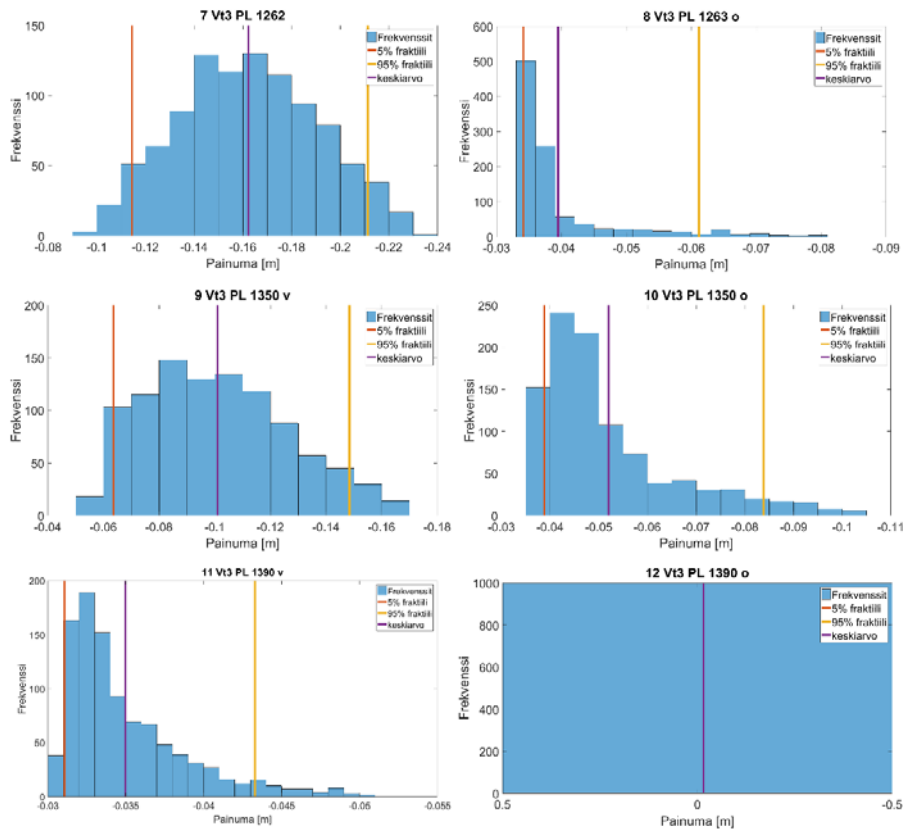 7 Vt3 PL 1262
150
100
50
0
Frekvenssi
Frekvenssit
5% fraktiili
95% fraktiili
keskiarvo
-0.08 -0.1 -0.12 -0.14 -0.16 -0.18 -0.2 -0.22 -0.24
Painuma [m]
8 Vt3 PL 1263 o
600
500
400
300
200
100
0
Frekvenssi
Frekvenssit
5% fraktiili
95% fraktiili
keskiarvo
-0.03 -0.04 -0.05 -0.06 -0.07 -0.08 -0.09
Painuma [m]
9 Vt3 PL 1350 v
200
150
100
50
0
Frekvenssi
Frekvenssit
5% fraktiili
95% fraktiili
keskiarvo
-0.04 -0.06 -0.08 -0.1 -0.12 -0.14 -0.16 -0.18
Painuma [m]
10 Vt3 PL 1350 o
250
200
150
100
50
0
Frekvenssi
Frekvenssit
5% fraktiili
95% fraktiili
keskiarvo
-0.03 -0.04 -0.05 -0.06 -0.07 -0.08 -0.09 -0.1 -0.11
Painuma [m]
11 Vt3 PL 1390 v
200
150
100
50
0
Frekvenssi
Frekvenssit
5% fraktiili
95% fraktiili
keskiarvo
-0.03 -0.035 -0.04 -0.045 -0.05 -0.055
Painuma [m]
12 Vt3 PL 1390 o
1000
800
600
400
200
0
Frekvenssi
Frekvenssit
5% fraktiili
95% fraktiili
keskiarvo
0.5 0 -0.5
Painuma [m]